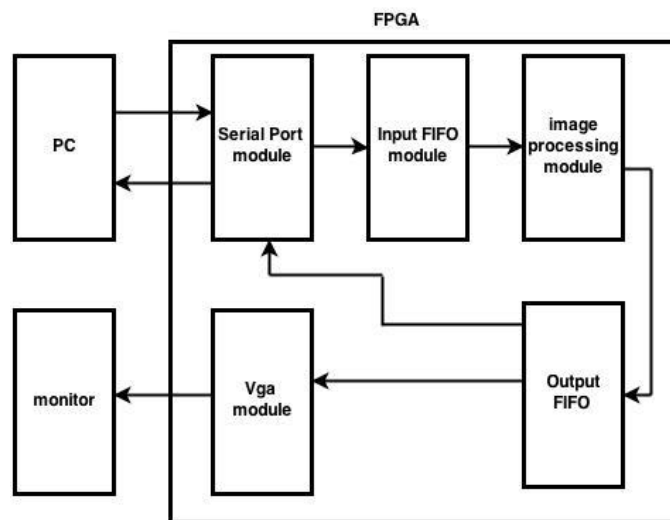 FPGA
PC
Serial Port
module
Input FIFO
module
image
processing
module
monitor
Vga
module
Output
FIFO